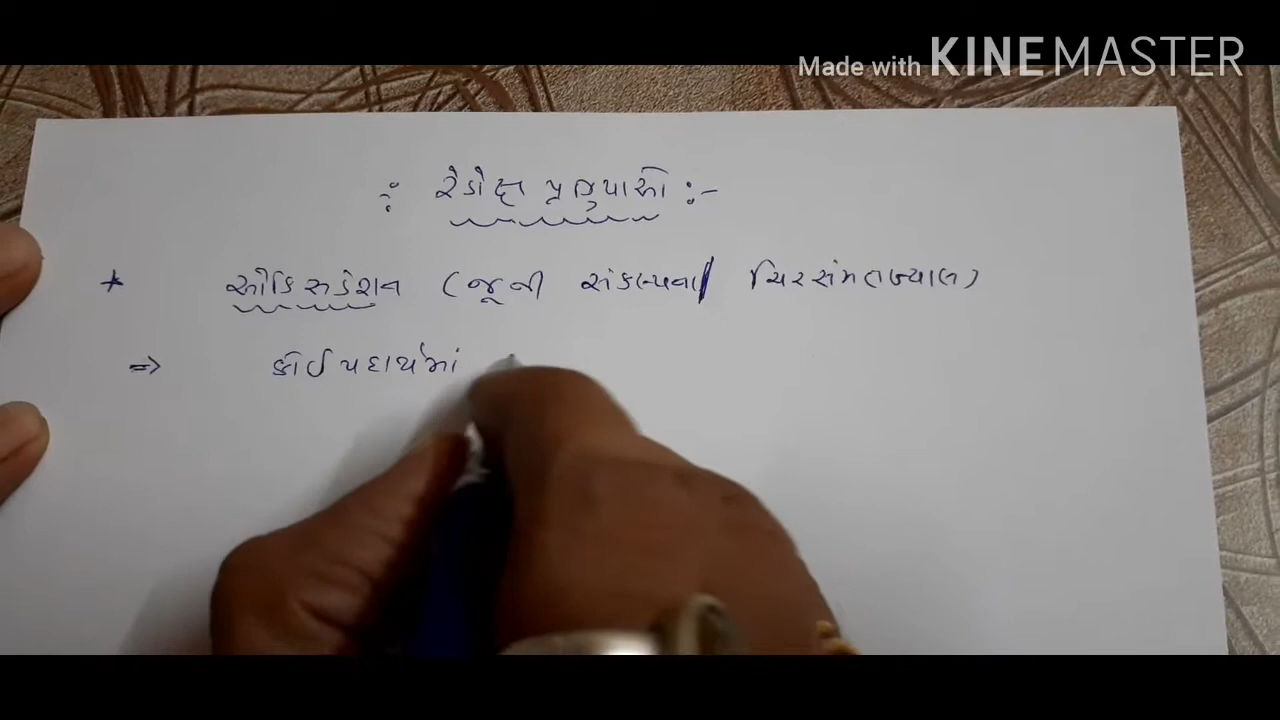 Made with KINEMASTER
: રેડોક્ષ પ્રક્રિયાઓ :-
* ઓક્સિડેશન (જૂની સંકલ્પના/ ચિરસંમત ખ્યાલ)
⇒ કોઈ પદાર્થમાં